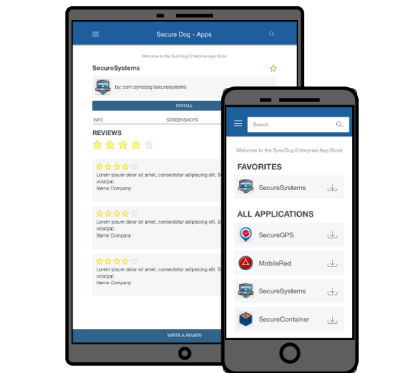 Secure Dog - Apps
Welcome to the SyncDog Enterprise App Store
SecureSystems
by: com.syncdog.securesystems
INSTALL
INFO
SCREENSHOTS
REVIEWS
Lorem ipsum dolor sit amet, consectetur adipiscing elit. S
volutpat.
Name Company
Lorem ipsum dolor sit amet, consectetur adipiscing elit. S
volutpat.
Name Company
Lorem ipsum dolor sit amet, consectetur adipiscing elit. S
volutpat.
Name Company
WRITE A REVIEW
Search
Welcome to the SyncDog Enterprise App Store
FAVORITES
SecureSystems
ALL APPLICATIONS
SecureGPS
MobileRed
SecureSystems
SecureContainer